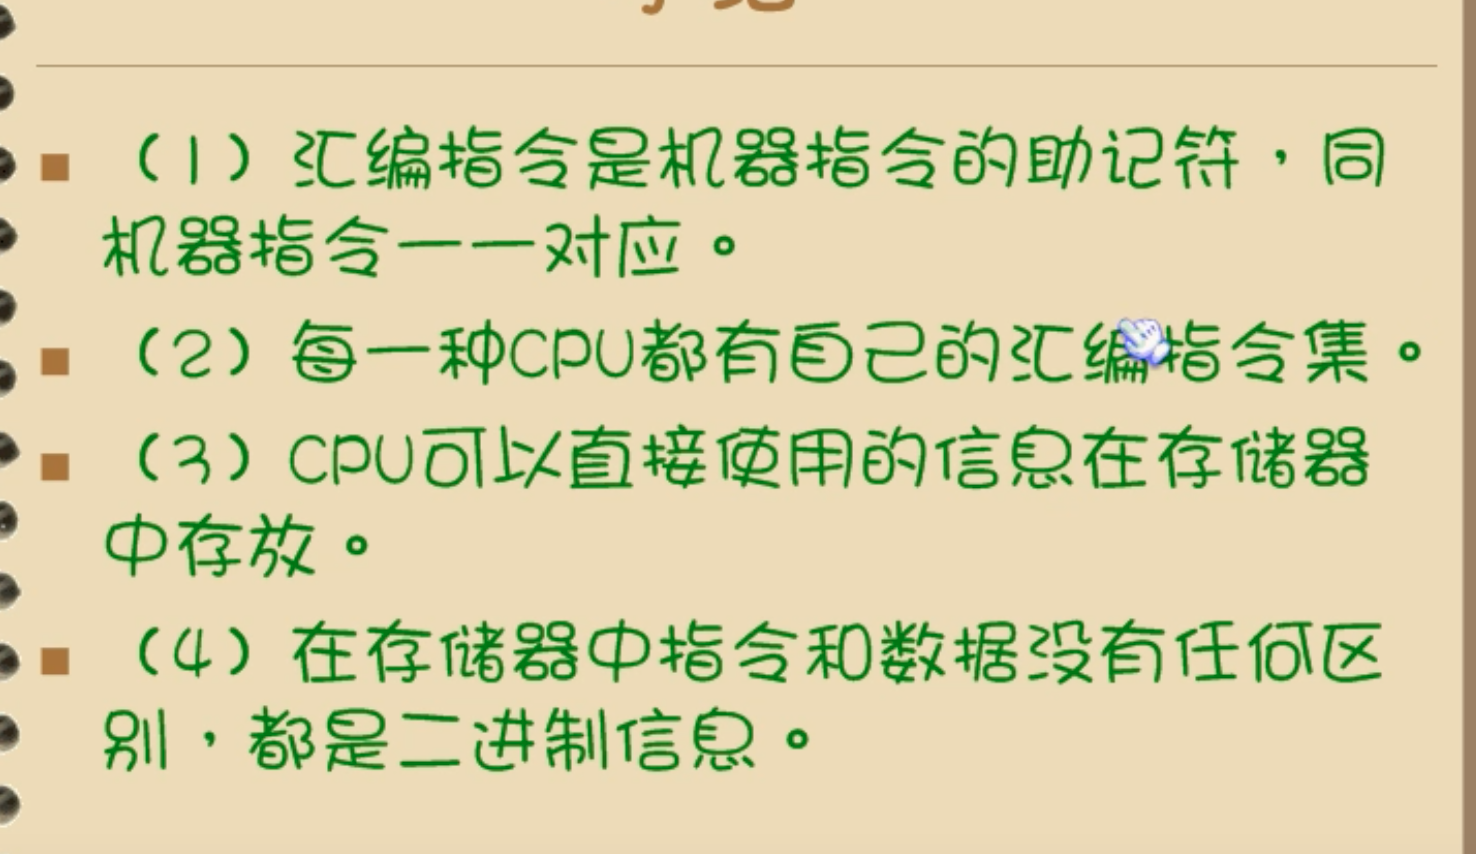 （1）汇编指令是机器指令的助记符，同
机器指令一一对应。
（2）每一种CPU都有自己的汇编指令集。
（3）CPU可以直接使用的信息在存储器
中存放。
（4）在存储器中指令和数据没有任何区
别，都是二进制信息。